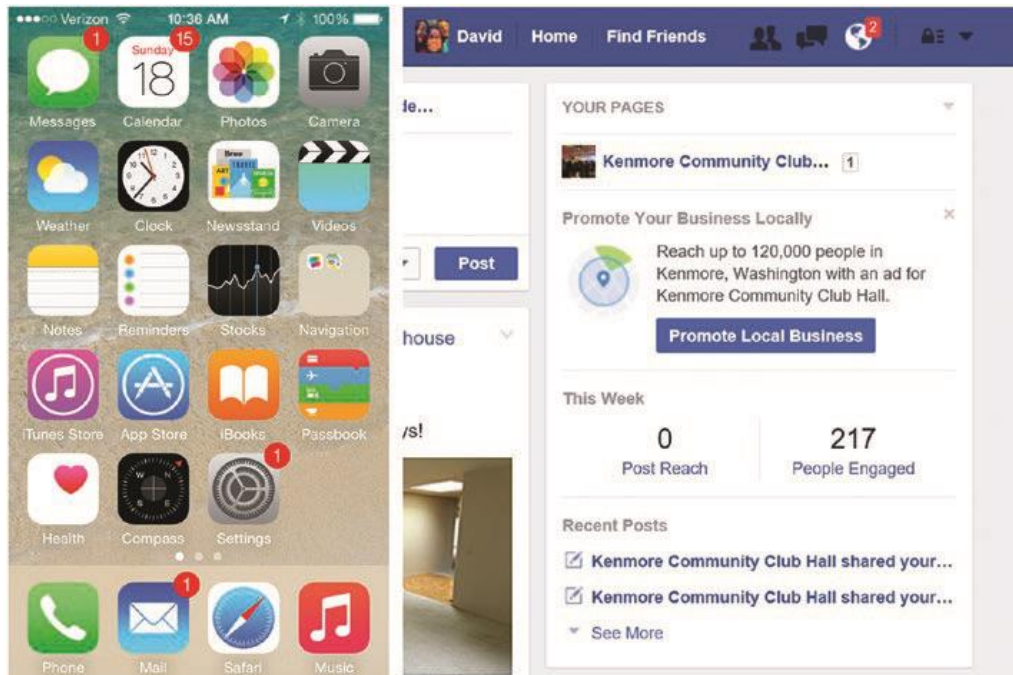 Verizon 10:36 AM 100%
1 15
Sunday
18
Messages Calendar Photos Camera
Weather Clock Newsstand Videos
Notes Reminders Stocks Navigation
iTunes Store App Store iBooks Passbook
1
Health Compass Settings
1
Phone Mail Safari Music
David Home Find Friends 2
de...
Post
house
ys!
YOUR PAGES
Kenmore Community Club... 1
Promote Your Business Locally
Reach up to 120,000 people in
Kenmore, Washington with an ad for
Kenmore Community Club Hall.
Promote Local Business
This Week
0 217
Post Reach People Engaged
Recent Posts
Kenmore Community Club Hall shared your...
Kenmore Community Club Hall shared your...
See More